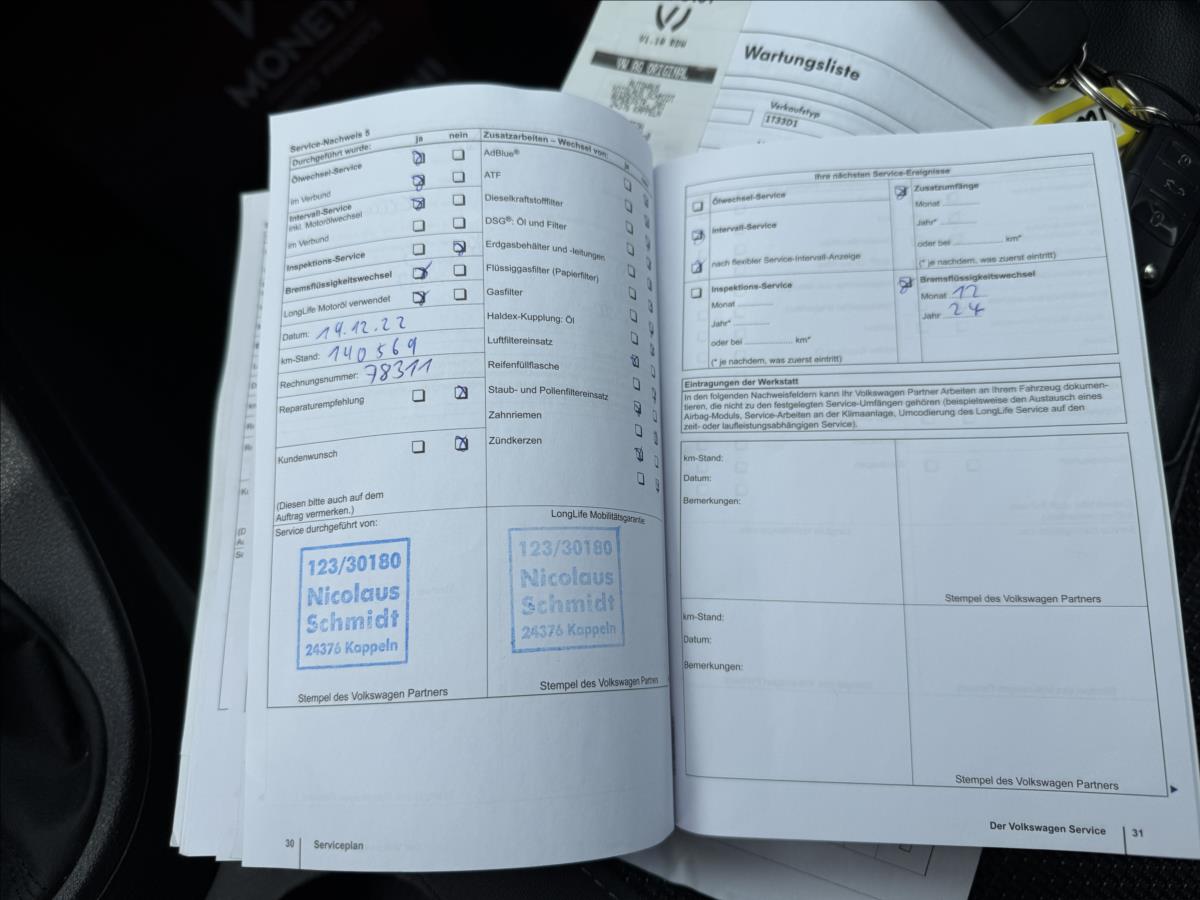 MONETA
V1.10 BDW
VW AG ORIGINAL
Wartungsliste
Verkaufstyp
1T33D1
Service-Nachweis 5
ja
nein
Durchgeführt wurde:
Ölwechsel-Service
im Verbund
Intervall-Service
inkl. Motorölwechsel
im Verbund
Inspektions-Service
Bremsflüssigkeitswechsel
LongLife Motoröl verwendet
Datum: 19.12.22
km-Stand: 140569
Rechnungsnummer: 78311
Reparaturempfehlung
Kundenwunsch
(Diesen bitte auch auf dem
Auftrag vermerken.)
Zusatzarbeiten – Wechsel von:
AdBlue®
ATF
Dieselkraftstofffilter
DSG®: Öl und Filter
Erdgasbehälter und -leitungen
Flüssiggasfilter (Papierfilter)
Gasfilter
Haldex-Kupplung: Öl
Luftfiltereinsatz
Reifenfüllflasche
Staub- und Pollenfiltereinsatz
Zahnriemen
Zündkerzen
Service durchgeführt von:
123/30180
Nicolaus
Schmidt
24376 Kappeln
Stempel des Volkswagen Partners
LongLife Mobilitätsgarantie
123/30180
Nicolaus
Schmidt
24376 Kappeln
Stempel des Volkswagen Partners
30
Serviceplan
Ihre nächsten Service-Ereignisse
Ölwechsel-Service
Intervall-Service
nach flexibler Service-Intervall-Anzeige
Inspektions-Service
Monat
Jahr*
oder bei km*
(* je nachdem, was zuerst eintritt)
Zusatzumfänge
Monat
Jahr*
oder bei km*
(* je nachdem, was zuerst eintritt)
Bremsflüssigkeitswechsel
Monat 12
Jahr 24
Eintragungen der Werkstatt
In den folgenden Nachweisfeldern kann Ihr Volkswagen Partner Arbeiten an Ihrem Fahrzeug dokumen-
tieren, die nicht zu den festgelegten Service-Umfängen gehören (beispielsweise den Austausch eines
Airbag-Moduls, Service-Arbeiten an der Klimaanlage, Umcodierung des LongLife Service auf den
zeit- oder laufleistungsabhängigen Service).
km-Stand:
Datum:
Bemerkungen:
Stempel des Volkswagen Partners
km-Stand:
Datum:
Bemerkungen:
Stempel des Volkswagen Partners
Der Volkswagen Service
31